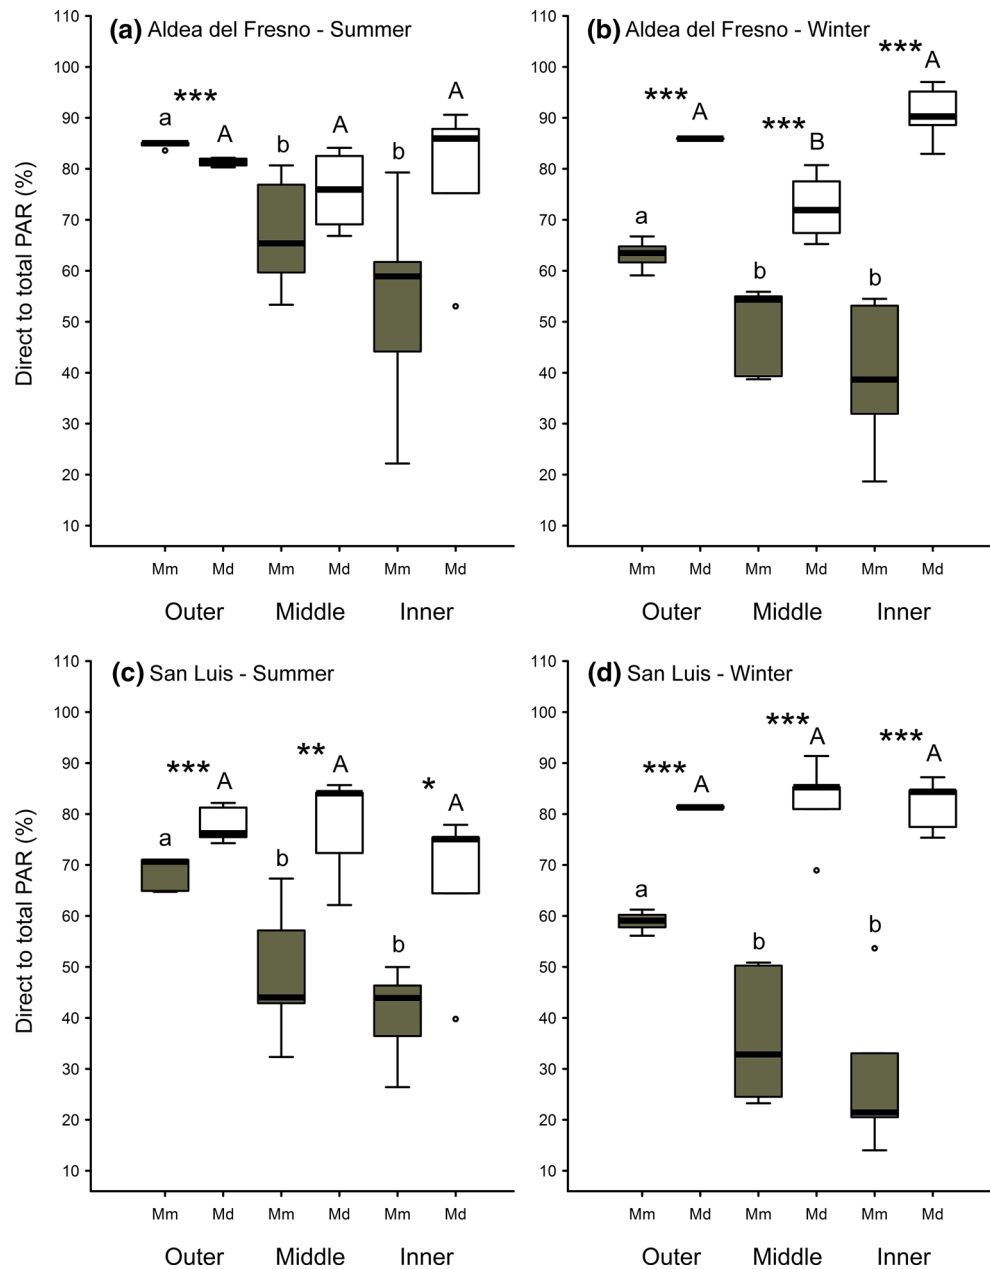 (a) Aldea del Fresno - Summer
Direct to total PAR (%)
110
100
90
80
70
60
50
40
30
20
10
***
a
A
b
A
b
A
Mm Md Mm Md Mm Md
Outer Middle Inner
(b) Aldea del Fresno - Winter
110
100
90
80
70
60
50
40
30
20
10
a
***
A
b
***
B
b
***
A
Mm Md Mm Md Mm Md
Outer Middle Inner
(c) San Luis - Summer
Direct to total PAR (%)
110
100
90
80
70
60
50
40
30
20
10
a
***
A
b
**
A
b
*
A
Mm Md Mm Md Mm Md
Outer Middle Inner
(d) San Luis - Winter
110
100
90
80
70
60
50
40
30
20
10
a
***
A
b
***
A
b
***
A
Mm Md Mm Md Mm Md
Outer Middle Inner